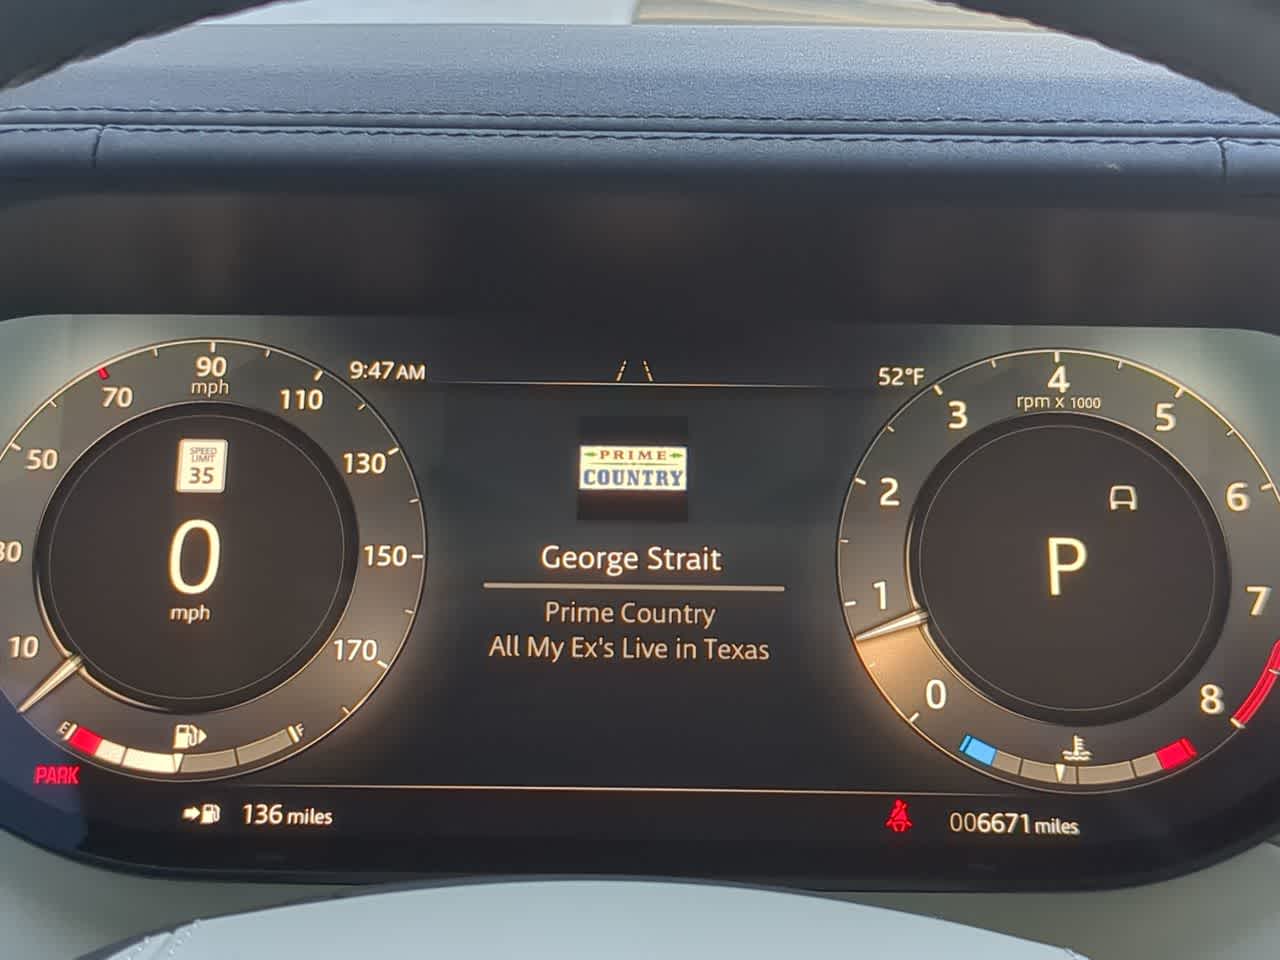 9:47 AM
52°F
90
mph
70
110
50
130
30
150
10
170
SPEED
LIMIT
35
0
mph
E
F
PARK
136 miles
PRIME
COUNTRY
George Strait
Prime Country
All My Ex's Live in Texas
4
rpm x 1000
3
5
2
6
1
7
0
8
P
006671 miles